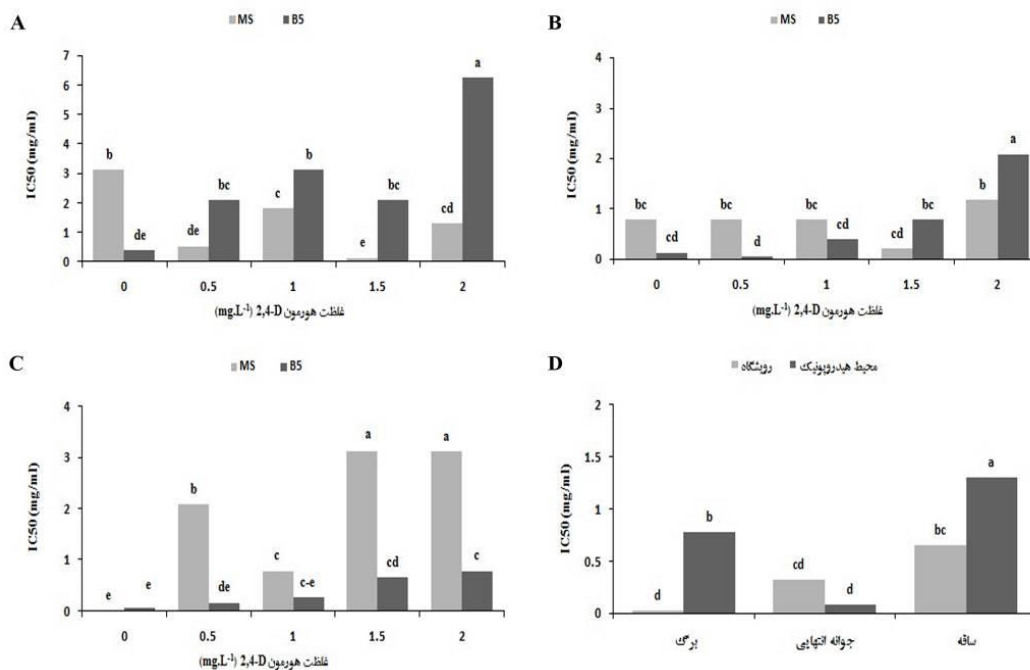 A
MS B5
IC50 (mg/ml)
7
6
5
4
3
2
1
0
b
de
de
bc
c
b
e
bc
cd
a
0 0.5 1 1.5 2
غلظت هورمون 2,4-D (mg.L⁻¹)
B
MS B5
IC50 (mg/ml)
4
3
2
1
0
bc
cd
bc
d
bc
cd
bc
bc
b
a
0 0.5 1 1.5 2
غلظت هورمون 2,4-D (mg.L⁻¹)
C
MS B5
IC50 (mg/ml)
4
3
2
1
0
e
e
b
de
c
c-e
a
cd
a
c
0 0.5 1 1.5 2
غلظت هورمون 2,4-D (mg.L⁻¹)
D
رویشگاه محیط هیدروپونیک
IC50 (mg/ml)
2
1.5
1
0.5
0
d
b
cd
d
bc
a
برگ جوانه انتهایی ساقه